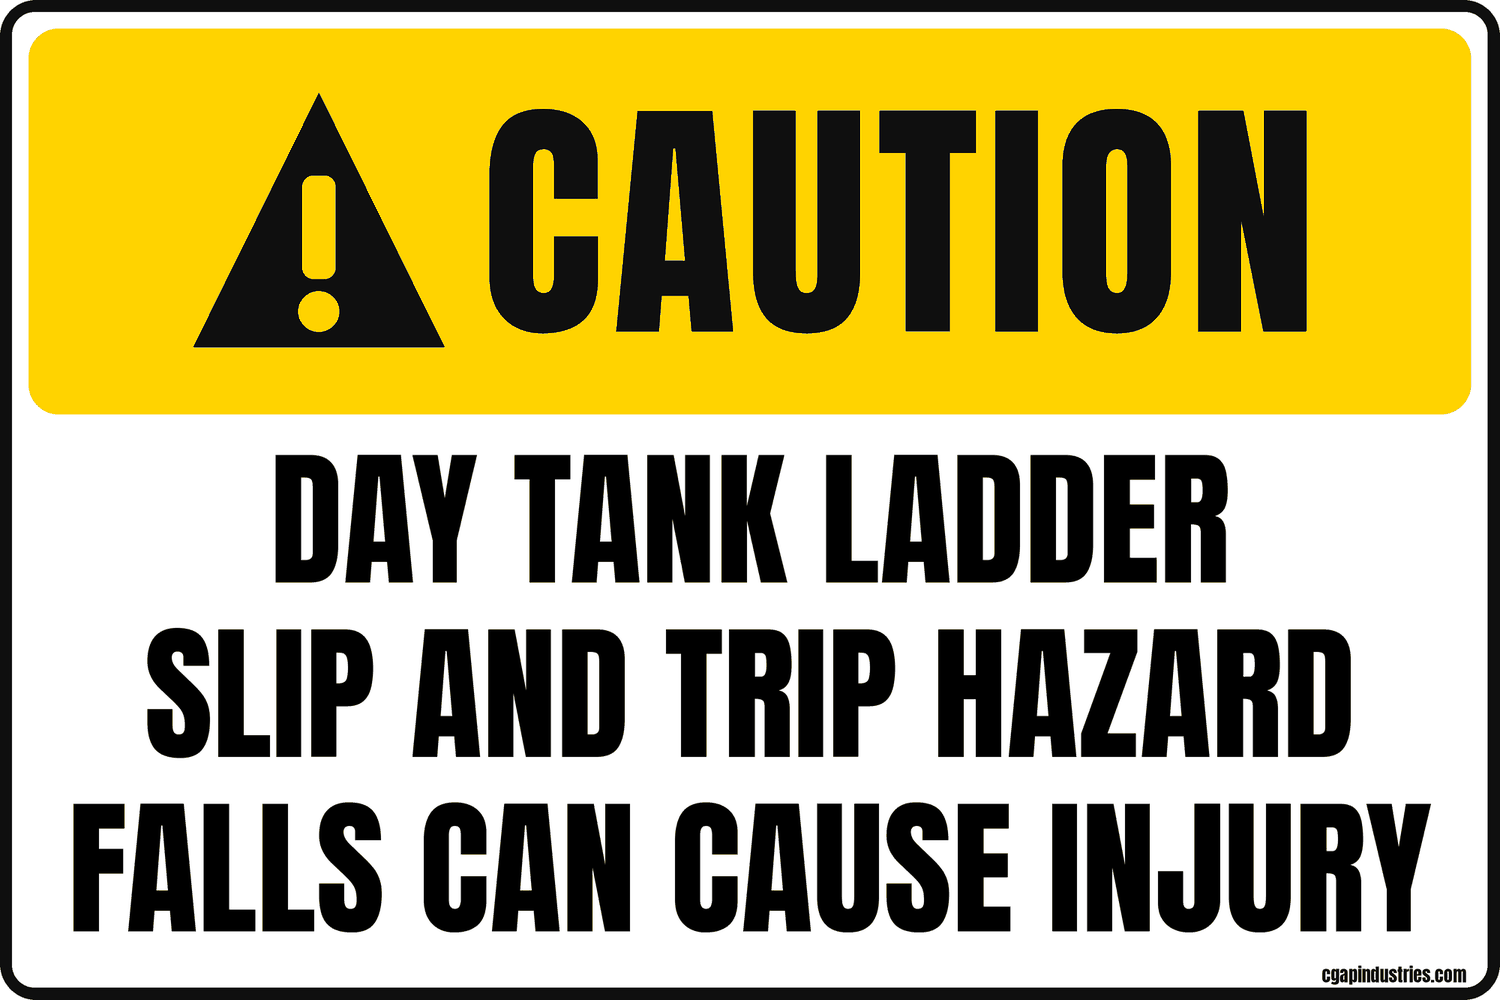 CAUTION
DAY TANK LADDER
SLIP AND TRIP HAZARD
FALLS CAN CAUSE INJURY
cgapindustries.com